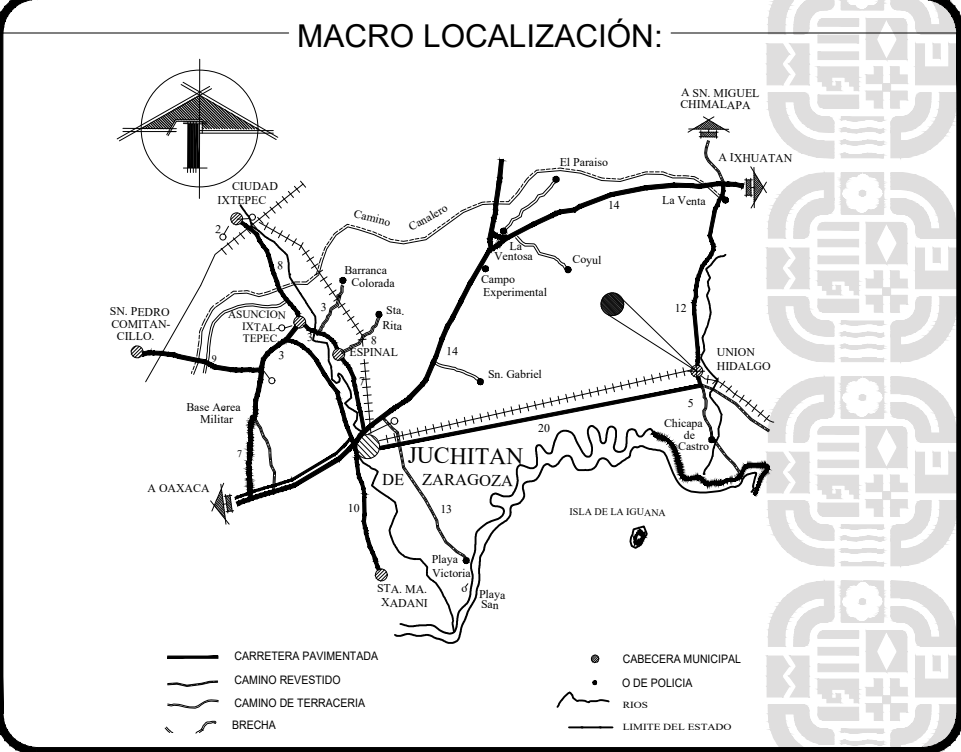 MACRO LOCALIZACIÓN:
A SN. MIGUEL
CHIMALAPA
A IXHUATAN
El Paraiso
CIUDAD
IXTEPEC
2
Camino
Canalero
14
La Venta
La
Ventosa
Coyul
8
Barranca
Colorada
Campo
Experimental
SN. PEDRO
COMITAN-
CILLO.
ASUNCION
IXTAL-
TEPEC
3
Sta.
Rita
12
3
3
8
ESPINAL
9
14
UNION
HIDALGO
7
Sn. Gabriel
Base Aerea
Militar
5
Chicapa
de
Castro
20
7
JUCHITAN
DE ZARAGOZA
A OAXACA
10
13
ISLA DE LA IGUANA
Playa
Victoria
ó
Playa
San
STA. MA.
XADANI
CARRETERA PAVIMENTADA
CAMINO REVESTIDO
CAMINO DE TERRACERIA
BRECHA
CABECERA MUNICIPAL
O DE POLICIA
RIOS
LIMITE DEL ESTADO